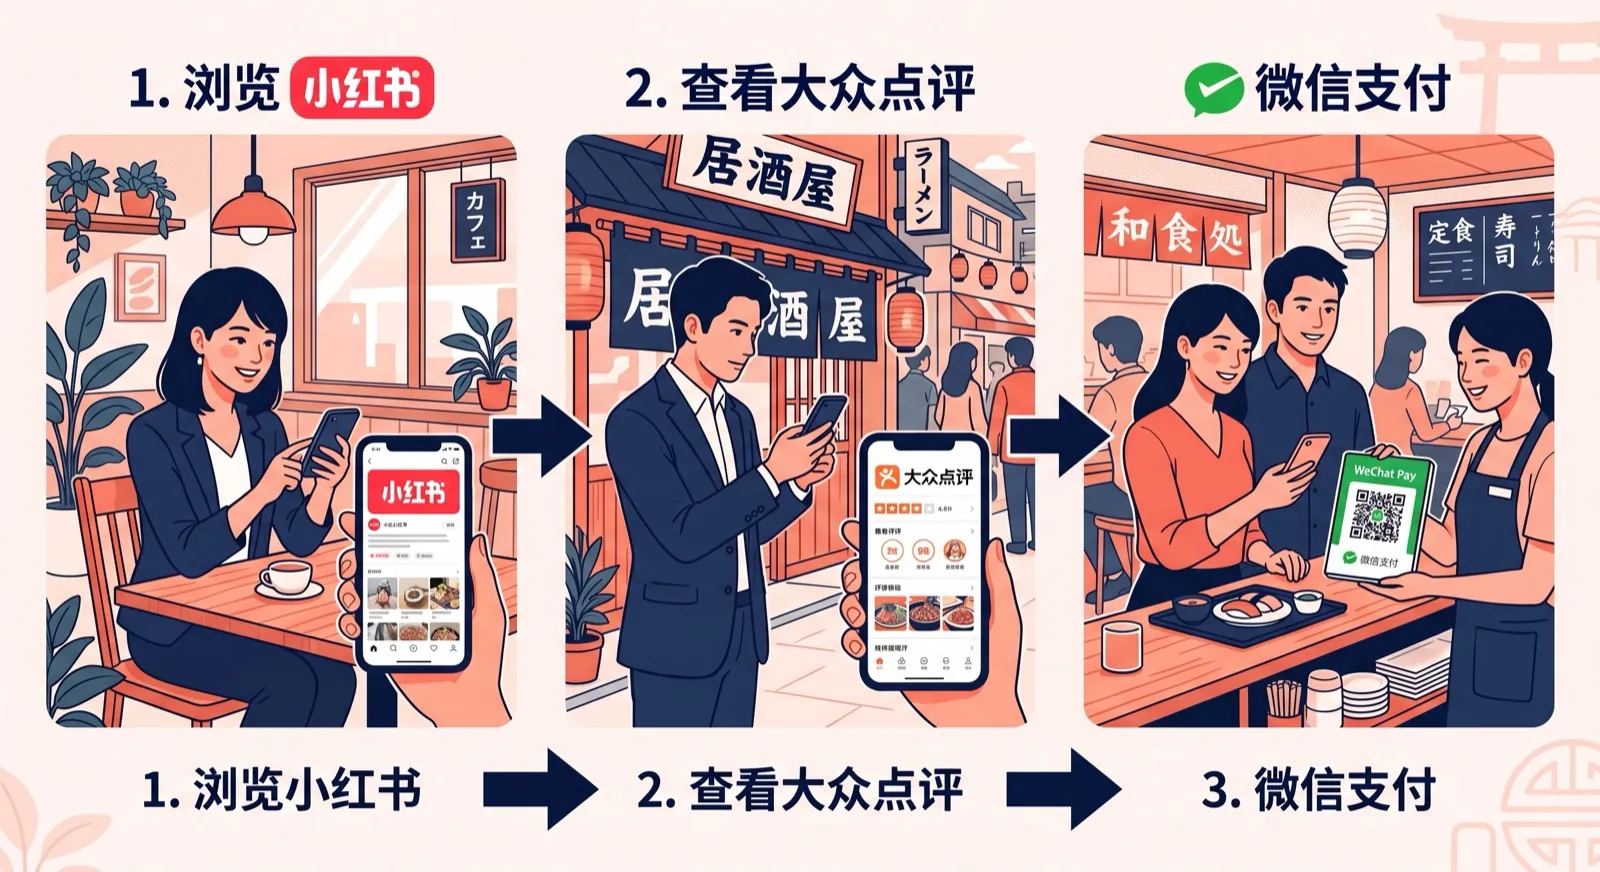 1. 浏览 小红书
2. 查看大众点评
微信支付
カフェ
小红书
居酒屋
ラーメン
居酒屋
大众点评
4.8分
和食処
定食
寿司
WeChat Pay
微信支付
1. 浏览小红书
2. 查看大众点评
3. 微信支付